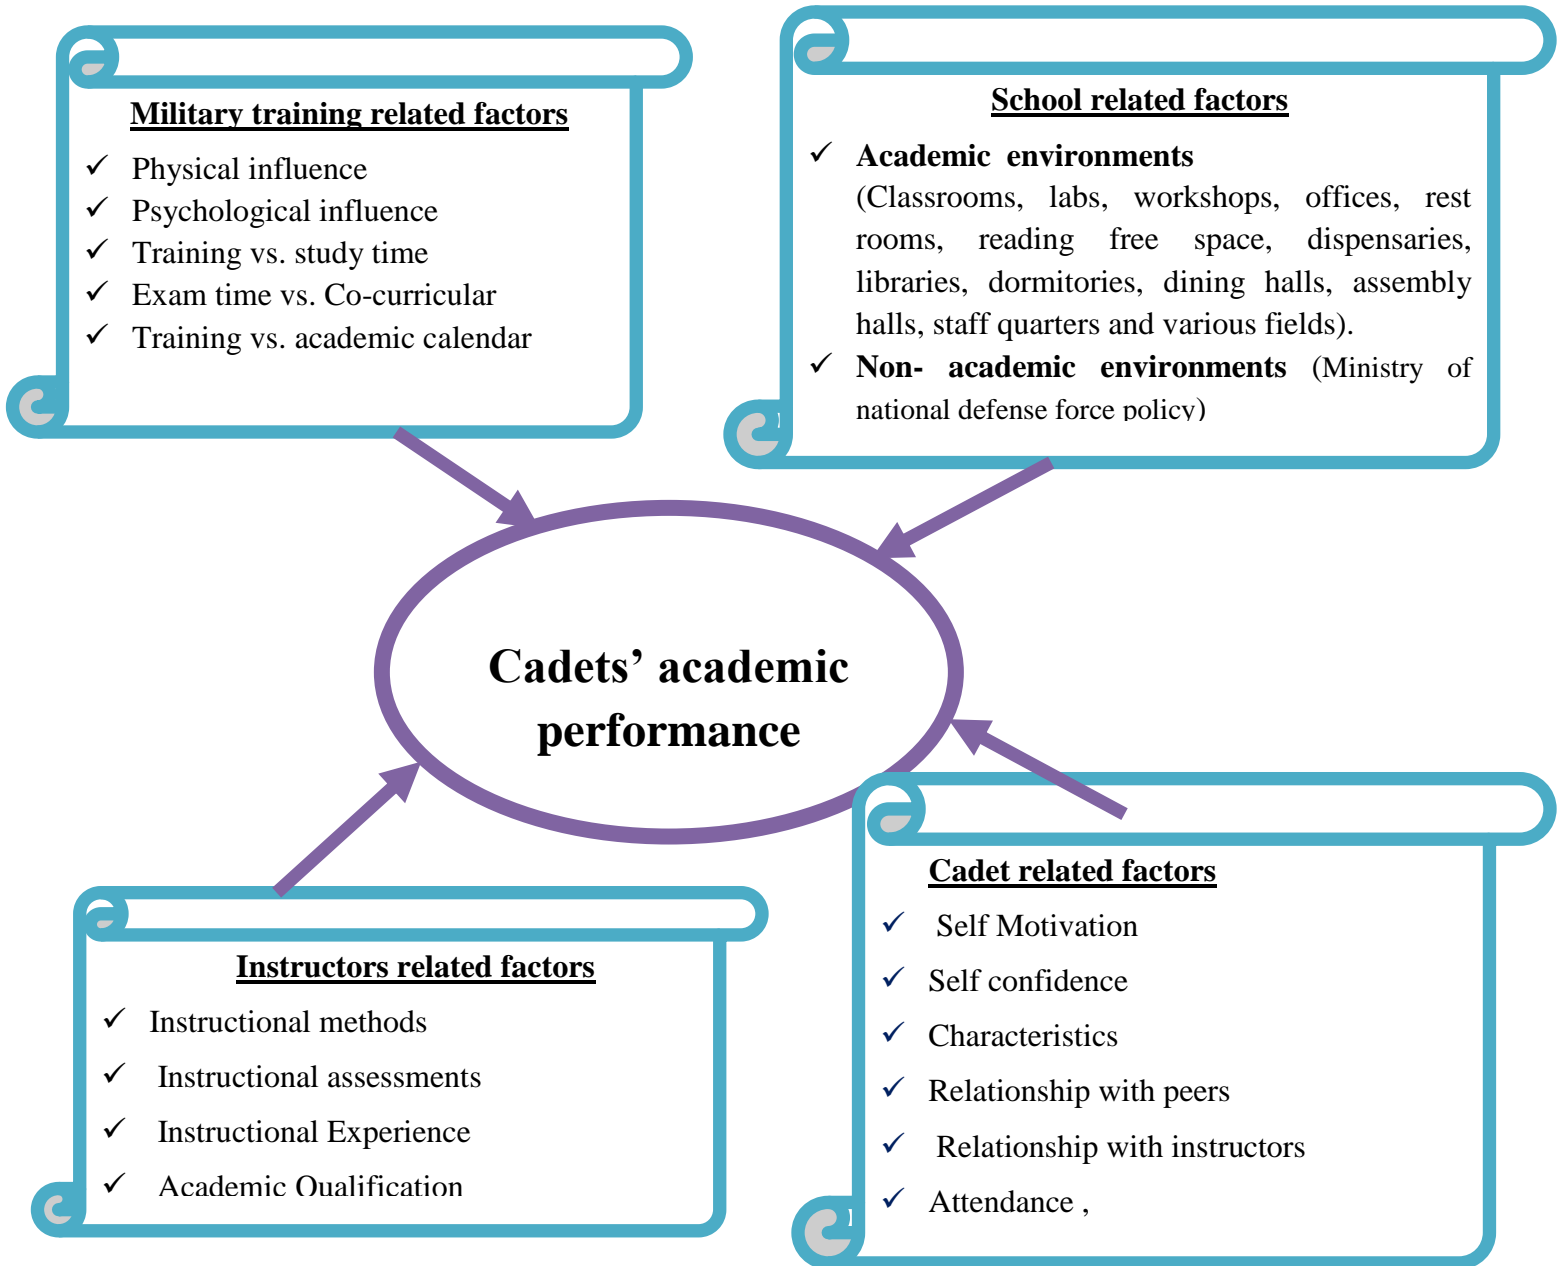 Military training related factors
✓ Physical influence
✓ Psychological influence
✓ Training vs. study time
✓ Exam time vs. Co-curricular
✓ Training vs. academic calendar
School related factors
✓ Academic environments
(Classrooms, labs, workshops, offices, rest
rooms, reading free space, dispensaries,
libraries, dormitories, dining halls, assembly
halls, staff quarters and various fields).
✓ Non- academic environments (Ministry of
national defense force policy)
Cadets’ academic
performance
Instructors related factors
✓ Instructional methods
✓ Instructional assessments
✓ Instructional Experience
✓ Academic Qualification
Cadet related factors
✓ Self Motivation
✓ Self confidence
✓ Characteristics
✓ Relationship with peers
✓ Relationship with instructors
✓ Attendance ,